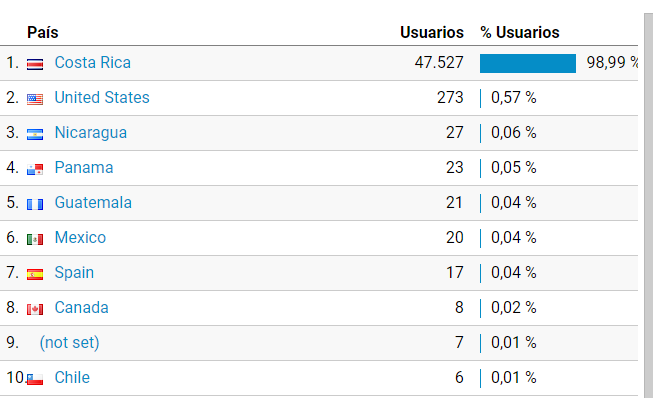 País Usuarios % Usuarios
1. Costa Rica 47.527 98,99 %
2. United States 273 0,57 %
3. Nicaragua 27 0,06 %
4. Panama 23 0,05 %
5. Guatemala 21 0,04 %
6. Mexico 20 0,04 %
7. Spain 17 0,04 %
8. Canada 8 0,02 %
9. (not set) 7 0,01 %
10. Chile 6 0,01 %